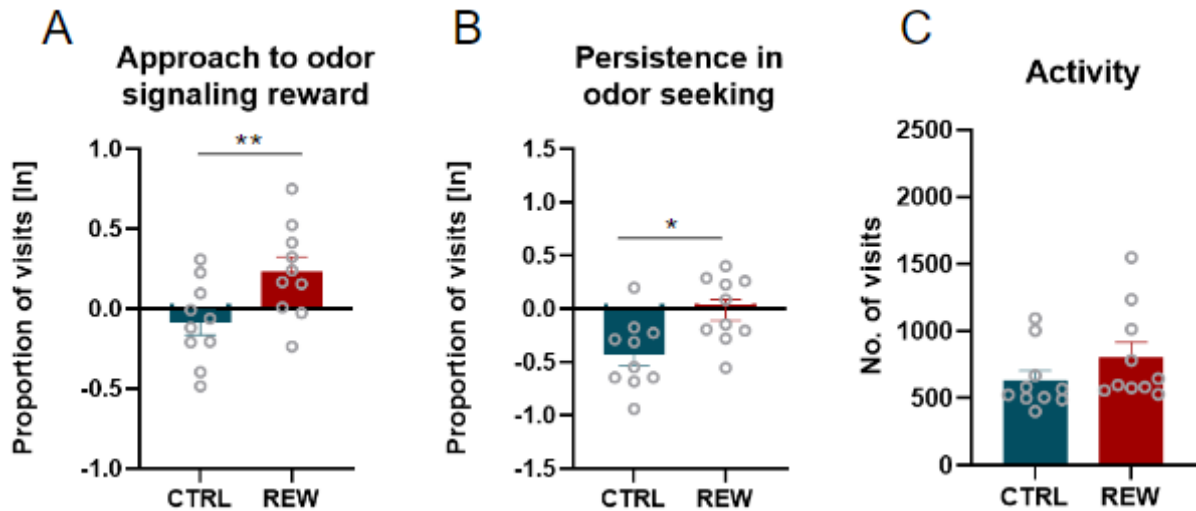 A
Approach to odor
signaling reward
**
Proportion of visits [ln]
1.0
0.5
0.0
-0.5
-1.0
CTRL
REW
B
Persistence in
odor seeking
*
Proportion of visits [ln]
1.5
1.0
0.5
0.0
-0.5
-1.0
-1.5
CTRL
REW
C
Activity
No. of visits
2500
2000
1500
1000
500
0
CTRL
REW